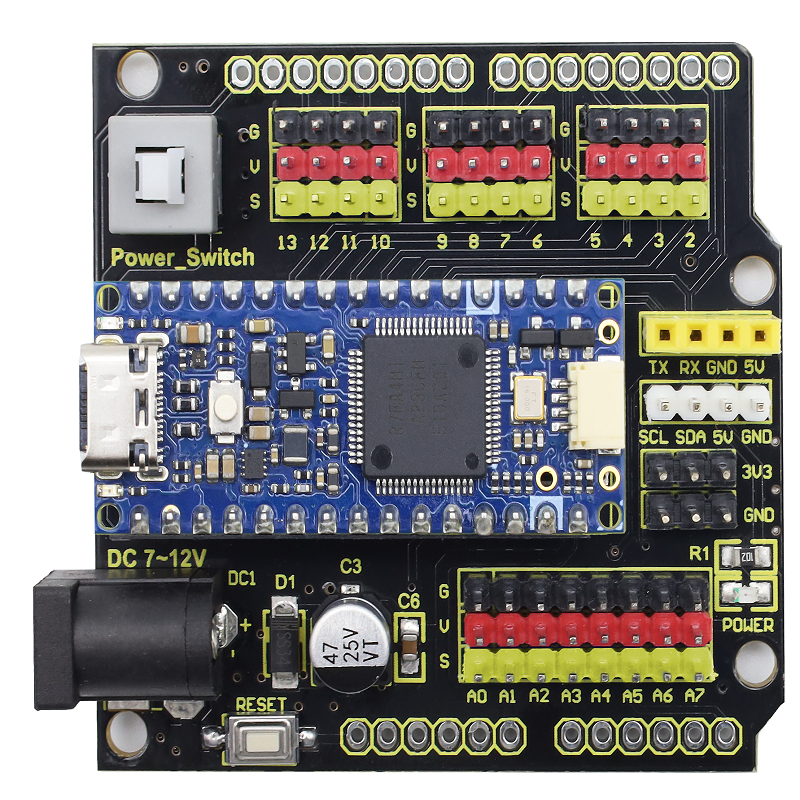 G
V
S
13 12 11 10
G
V
S
9 8 7 6
G
V
S
5 4 3 2
Power_Switch
TX RX GND 5V
SCL SDA 5V GND
3V3
GND
R1
102
POWER
DC 7~12V
DC1
+
-
D1
C3
C6
47
25V
VT
G
V
S
A0 A1 A2 A3 A4 A5 A6 A7
RESET